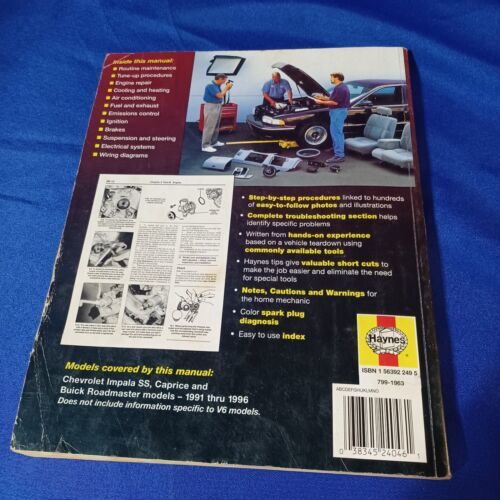 Inside this manual:
Routine maintenance
Tune-up procedures
Engine repair
Cooling and heating
Air conditioning
Fuel and exhaust
Emissions control
Ignition
Brakes
Suspension and steering
Electrical systems
Wiring diagrams
Step-by-step procedures linked to hundreds
of easy-to-follow photos and illustrations
Complete troubleshooting section helps
identify specific problems
Written from hands-on experience
based on a vehicle teardown using
commonly available tools
Haynes tips give valuable short cuts to
make the job easier and eliminate the need
for special tools
Notes, Cautions and Warnings for
the home mechanic
Color spark plug
diagnosis
Easy to use index
Models covered by this manual:
Chevrolet Impala SS, Caprice and
Buick Roadmaster models – 1991 thru 1996
Does not include information specific to V6 models.
Haynes
ISBN 1 56392 249 5
799-1963
ABCDEFGHIJKLMNO
0 38345 24046 1